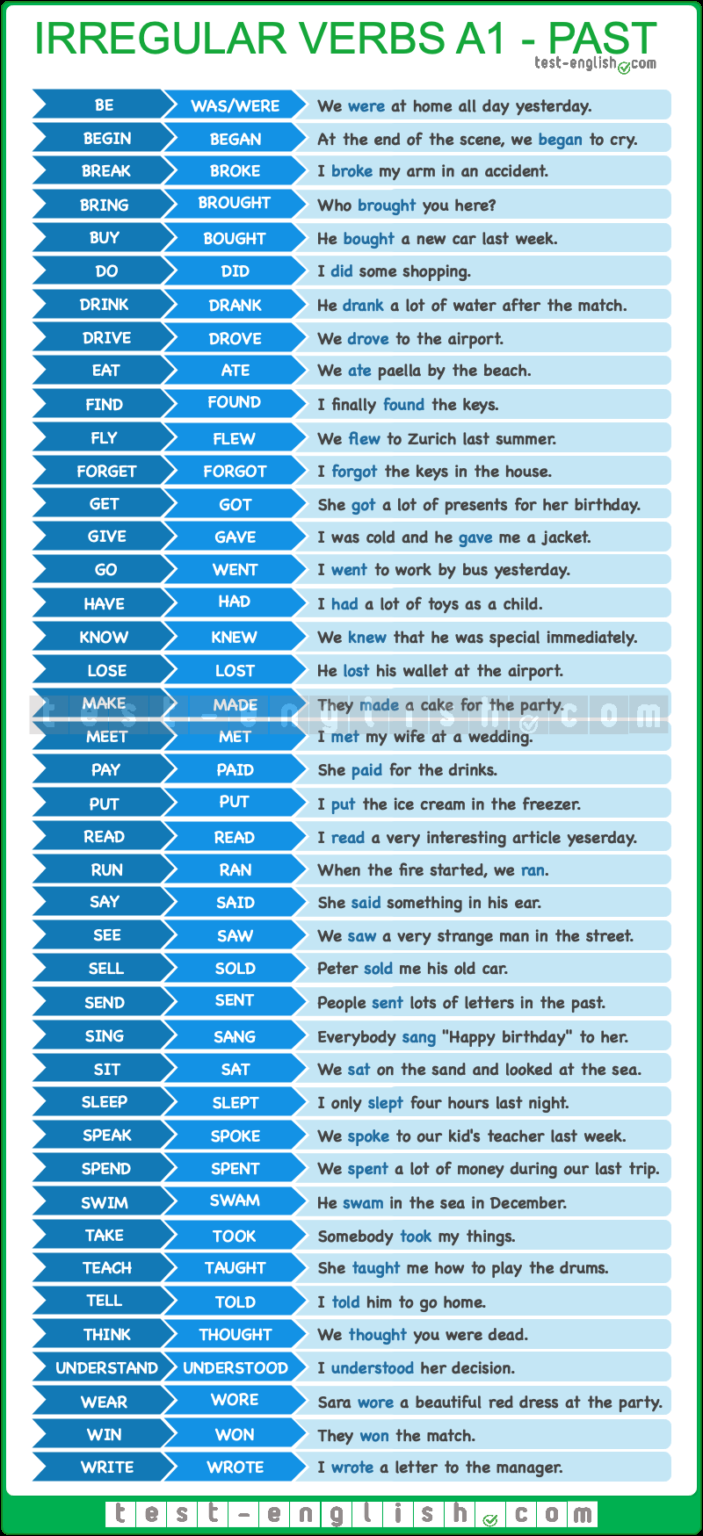 IRREGULAR VERBS A1 - PAST
test-english.com
BE WAS/WERE We were at home all day yesterday.
BEGIN BEGAN At the end of the scene, we began to cry.
BREAK BROKE I broke my arm in an accident.
BRING BROUGHT Who brought you here?
BUY BOUGHT He bought a new car last week.
DO DID I did some shopping.
DRINK DRANK He drank a lot of water after the match.
DRIVE DROVE We drove to the airport.
EAT ATE We ate paella by the beach.
FIND FOUND I finally found the keys.
FLY FLEW We flew to Zurich last summer.
FORGET FORGOT I forgot the keys in the house.
GET GOT She got a lot of presents for her birthday.
GIVE GAVE I was cold and he gave me a jacket.
GO WENT I went to work by bus yesterday.
HAVE HAD I had a lot of toys as a child.
KNOW KNEW We knew that he was special immediately.
LOSE LOST He lost his wallet at the airport.
MAKE MADE They made a cake for the party.
test-english.com
MEET MET I met my wife at a wedding.
PAY PAID She paid for the drinks.
PUT PUT I put the ice cream in the freezer.
READ READ I read a very interesting article yeserday.
RUN RAN When the fire started, we ran.
SAY SAID She said something in his ear.
SEE SAW We saw a very strange man in the street.
SELL SOLD Peter sold me his old car.
SEND SENT People sent lots of letters in the past.
SING SANG Everybody sang "Happy birthday" to her.
SIT SAT We sat on the sand and looked at the sea.
SLEEP SLEPT I only slept four hours last night.
SPEAK SPOKE We spoke to our kid's teacher last week.
SPEND SPENT We spent a lot of money during our last trip.
SWIM SWAM He swam in the sea in December.
TAKE TOOK Somebody took my things.
TEACH TAUGHT She taught me how to play the drums.
TELL TOLD I told him to go home.
THINK THOUGHT We thought you were dead.
UNDERSTAND UNDERSTOOD I understood her decision.
WEAR WORE Sara wore a beautiful red dress at the party.
WIN WON They won the match.
WRITE WROTE I wrote a letter to the manager.
test-english.com